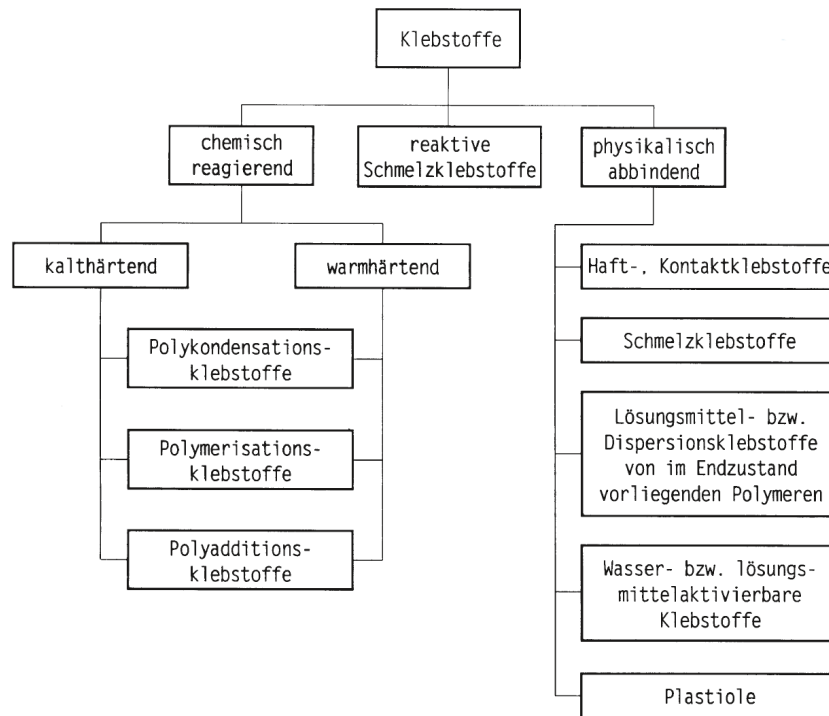 Klebstoffe
chemisch
reagierend
reaktive
Schmelzklebstoffe
physikalisch
abbindend
kalthärtend
warmhärtend
Polykondensations-
klebstoffe
Polymerisations-
klebstoffe
Polyadditions-
klebstoffe
Haft-, Kontaktklebstoffe
Schmelzklebstoffe
Lösungsmittel- bzw.
Dispersionsklebstoffe
von im Endzustand
vorliegenden Polymeren
Wasser- bzw. lösungs-
mittelaktivierbare
Klebstoffe
Plastiole